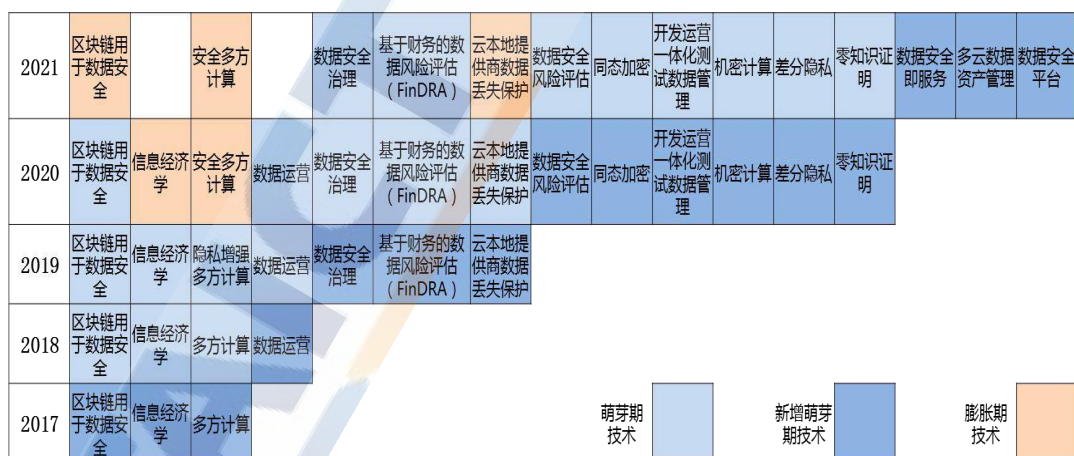 2021
区块链用
于数据安
全
安全多方
计算
数据安全
治理
基于财务的数
据风险评估
（FinDRA）
云本地提
供商数据
丢失保护
数据安全
风险评估
同态加密
开发运营
一体化测
试数据管
理
机密计算
差分隐私
零知识证
明
数据安全
即服务
多云数据
资产管理
数据安全
平台
2020
区块链用
于数据安
全
信息经济
学
安全多方
计算
数据运营
数据安全
治理
基于财务的数
据风险评估
（FinDRA）
云本地提
供商数据
丢失保护
数据安全
风险评估
同态加密
开发运营
一体化测
试数据管
理
机密计算
差分隐私
零知识证
明
2019
区块链用
于数据安
全
信息经济
学
隐私增强
多方计算
数据运营
数据安全
治理
基于财务的数
据风险评估
（FinDRA）
云本地提
供商数据
丢失保护
2018
区块链用
于数据安
全
信息经济
学
多方计算
数据运营
2017
区块链用
于数据安
全
信息经济
学
多方计算
萌芽期
技术
新增萌芽
期技术
膨胀期
技术